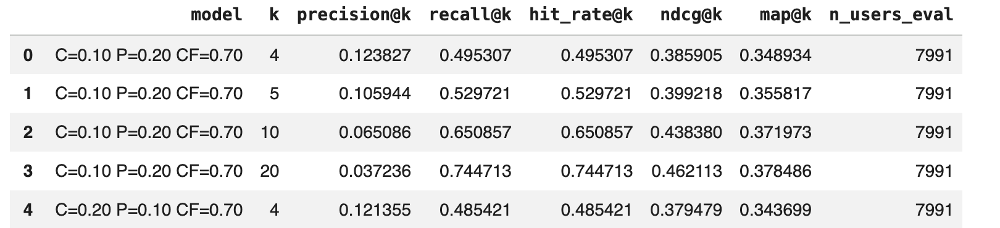 model k precision@k recall@k hit_rate@k ndcg@k map@k n_users_eval
0 C=0.10 P=0.20 CF=0.70 4 0.123827 0.495307 0.495307 0.385905 0.348934 7991
1 C=0.10 P=0.20 CF=0.70 5 0.105944 0.529721 0.529721 0.399218 0.355817 7991
2 C=0.10 P=0.20 CF=0.70 10 0.065086 0.650857 0.650857 0.438380 0.371973 7991
3 C=0.10 P=0.20 CF=0.70 20 0.037236 0.744713 0.744713 0.462113 0.378486 7991
4 C=0.20 P=0.10 CF=0.70 4 0.121355 0.485421 0.485421 0.379479 0.343699 7991